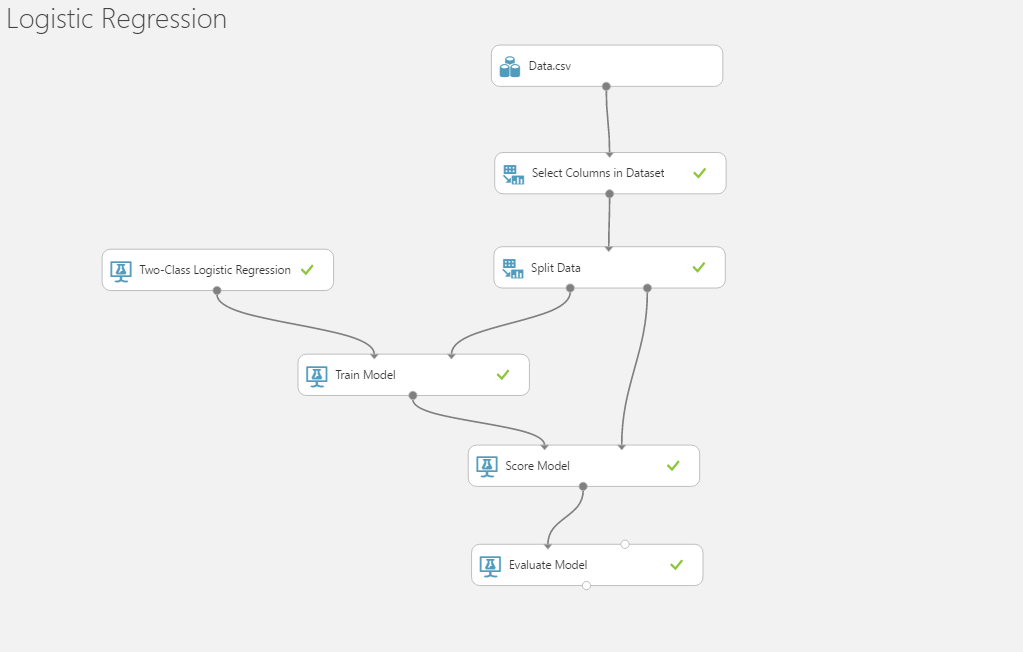 Logistic Regression
Data.csv
Select Columns in Dataset
Two-Class Logistic Regression
Split Data
Train Model
Score Model
Evaluate Model